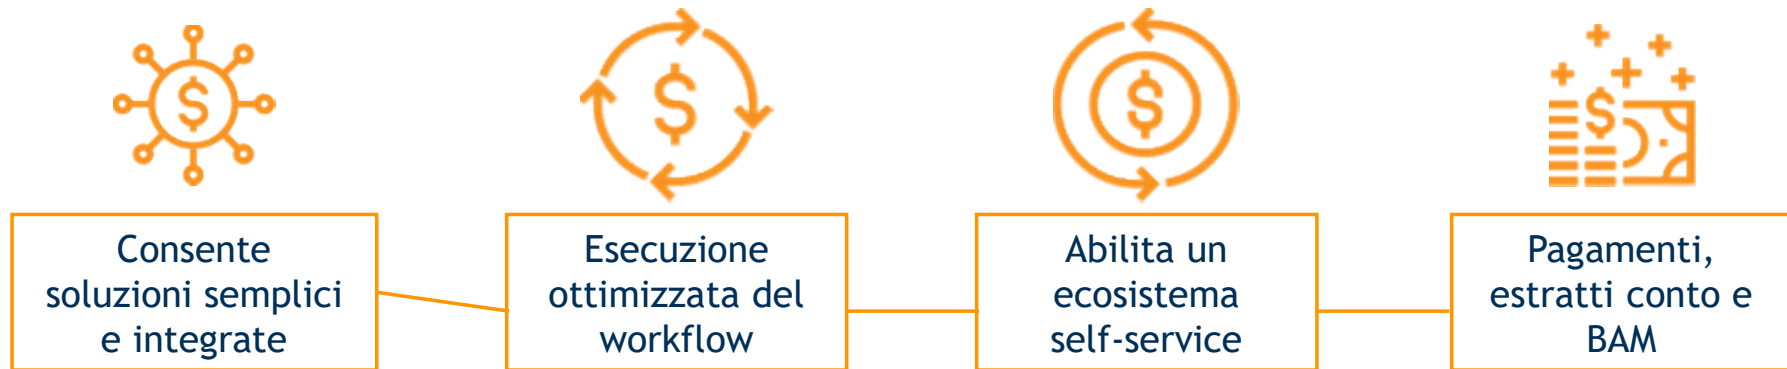 Consente
soluzioni semplici
e integrate
Esecuzione
ottimizzata del
workflow
Abilita un
ecosistema
self-service
Pagamenti,
estratti conto e
BAM